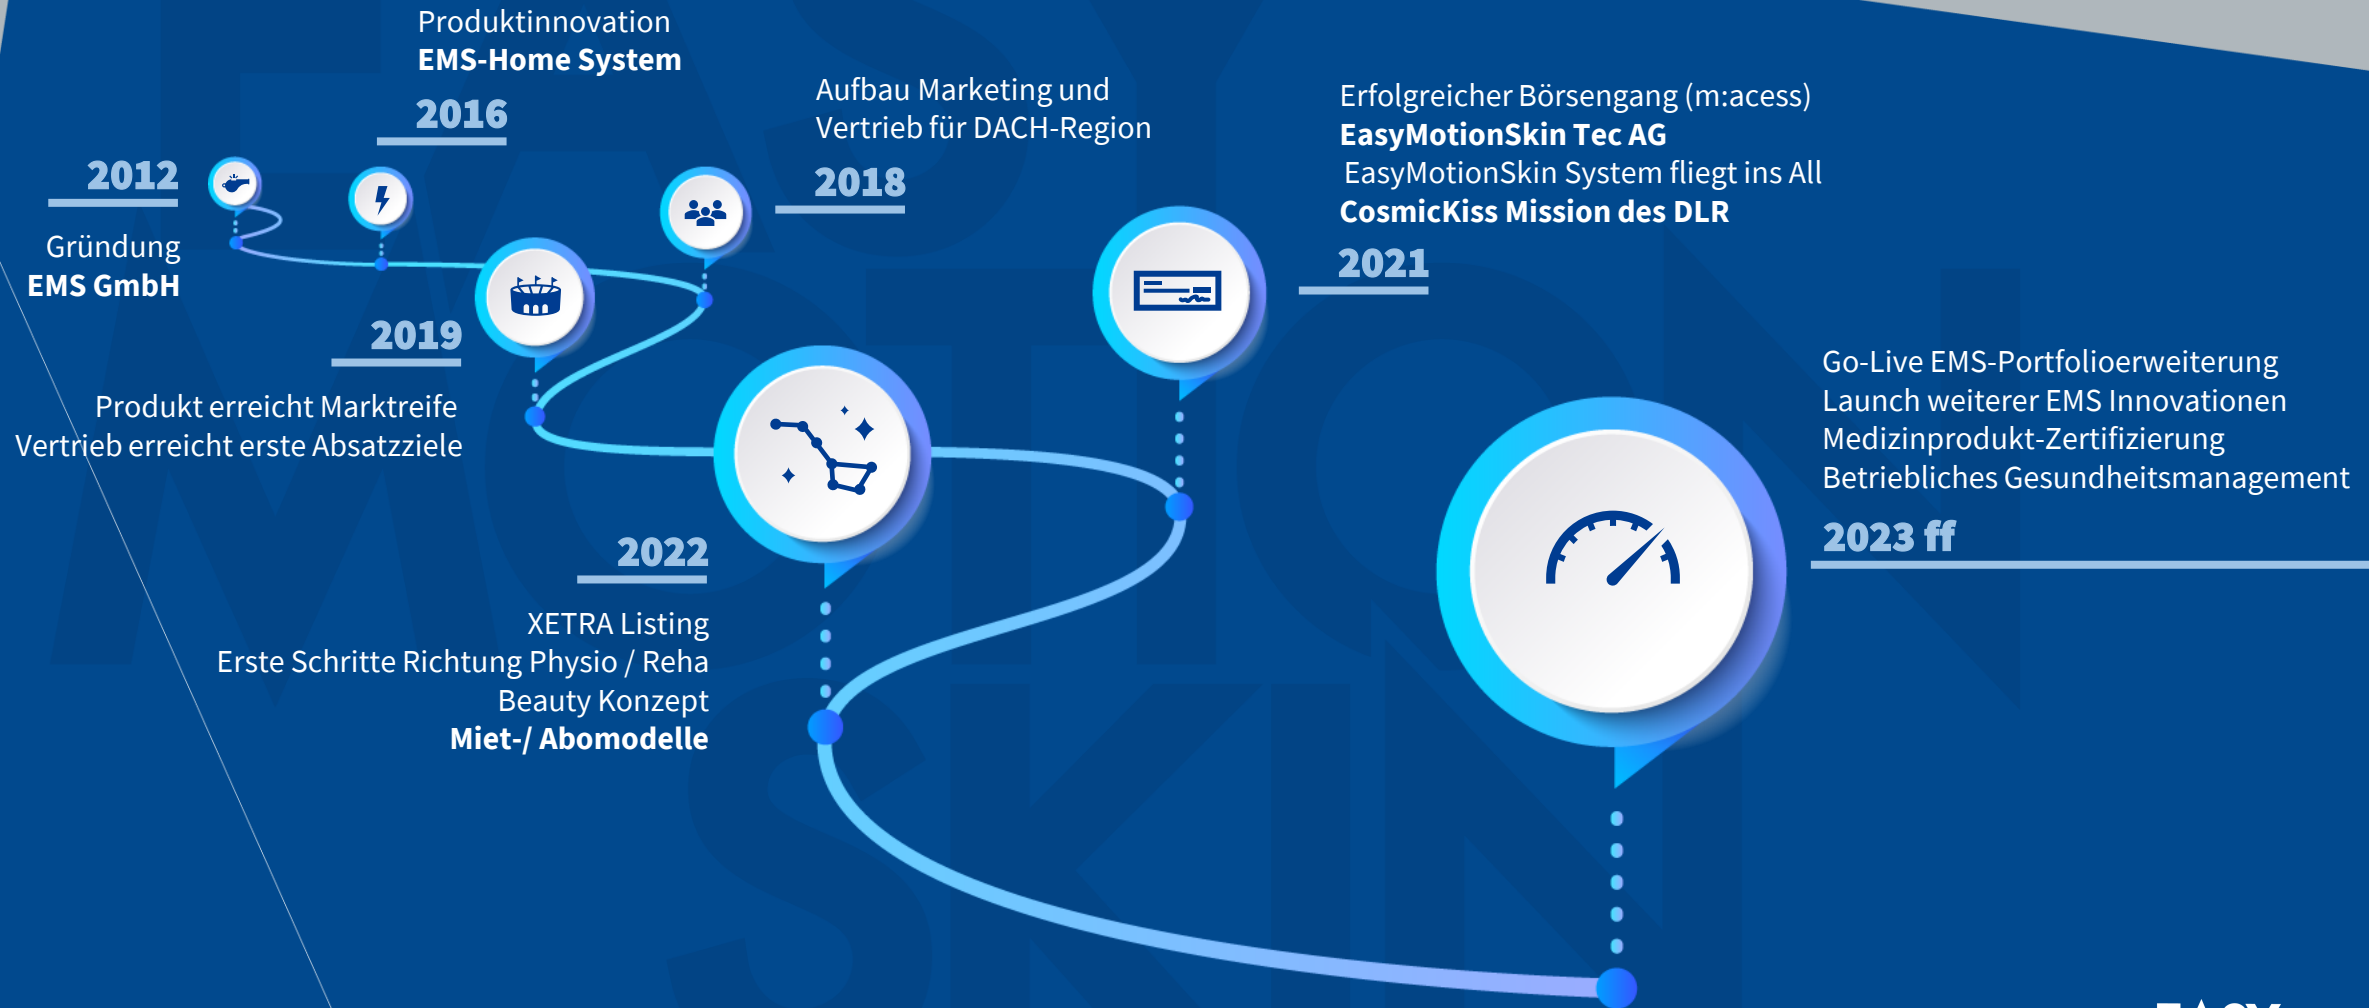 2012
Gründung
EMS GmbH
Produktinnovation
EMS-Home System
2016
Aufbau Marketing und
Vertrieb für DACH-Region
2018
2019
Produkt erreicht Marktreife
Vertrieb erreicht erste Absatzziele
Erfolgreicher Börsengang (m:acess)
EasyMotionSkin Tec AG
EasyMotionSkin System fliegt ins All
CosmicKiss Mission des DLR
2021
2022
XETRA Listing
Erste Schritte Richtung Physio / Reha
Beauty Konzept
Miet-/ Abomodelle
Go-Live EMS-Portfolioerweiterung
Launch weiterer EMS Innovationen
Medizinprodukt-Zertifizierung
Betriebliches Gesundheitsmanagement
2023 ff
EASY
MOTION
SKIN